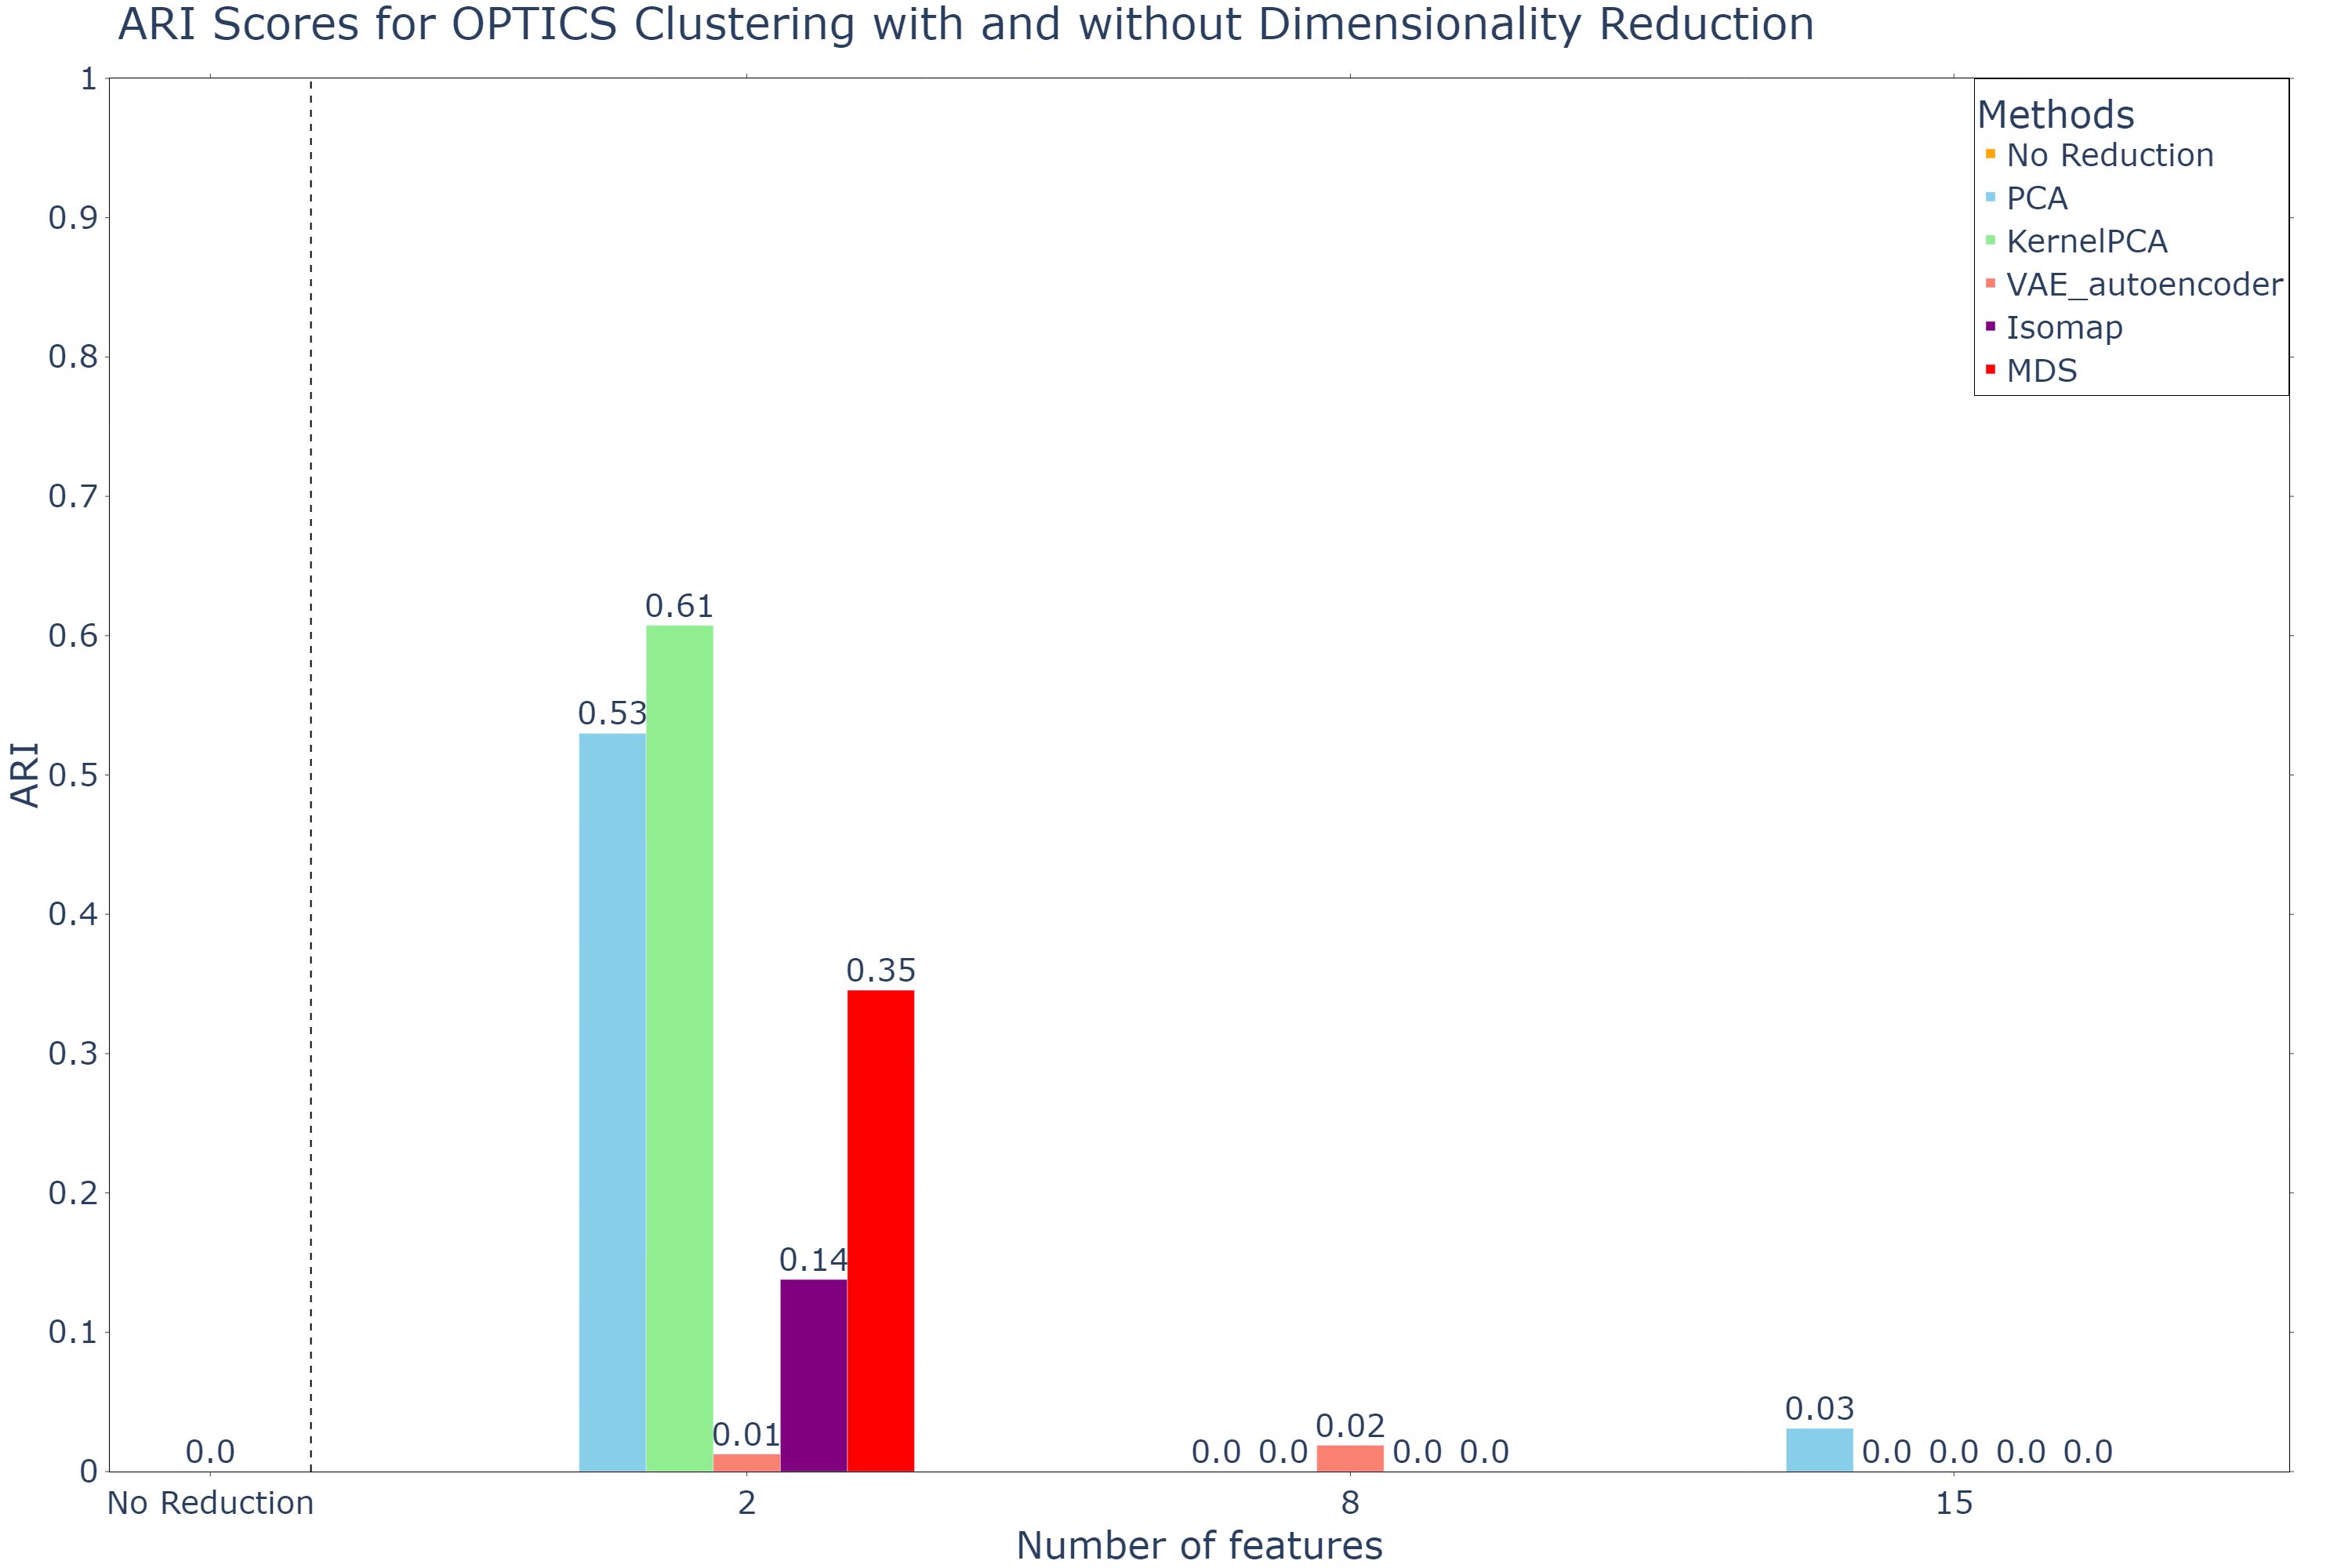 ARI Scores for OPTICS Clustering with and without Dimensionality Reduction
Methods
No Reduction
PCA
KernelPCA
VAE_autoencoder
Isomap
MDS
ARI
1
0.9
0.8
0.7
0.6
0.5
0.4
0.3
0.2
0.1
0
0.0
0.53
0.61
0.01
0.14
0.35
0.0 0.0 0.02 0.0 0.0
0.03 0.0 0.0 0.0 0.0
No Reduction 2 8 15
Number of features